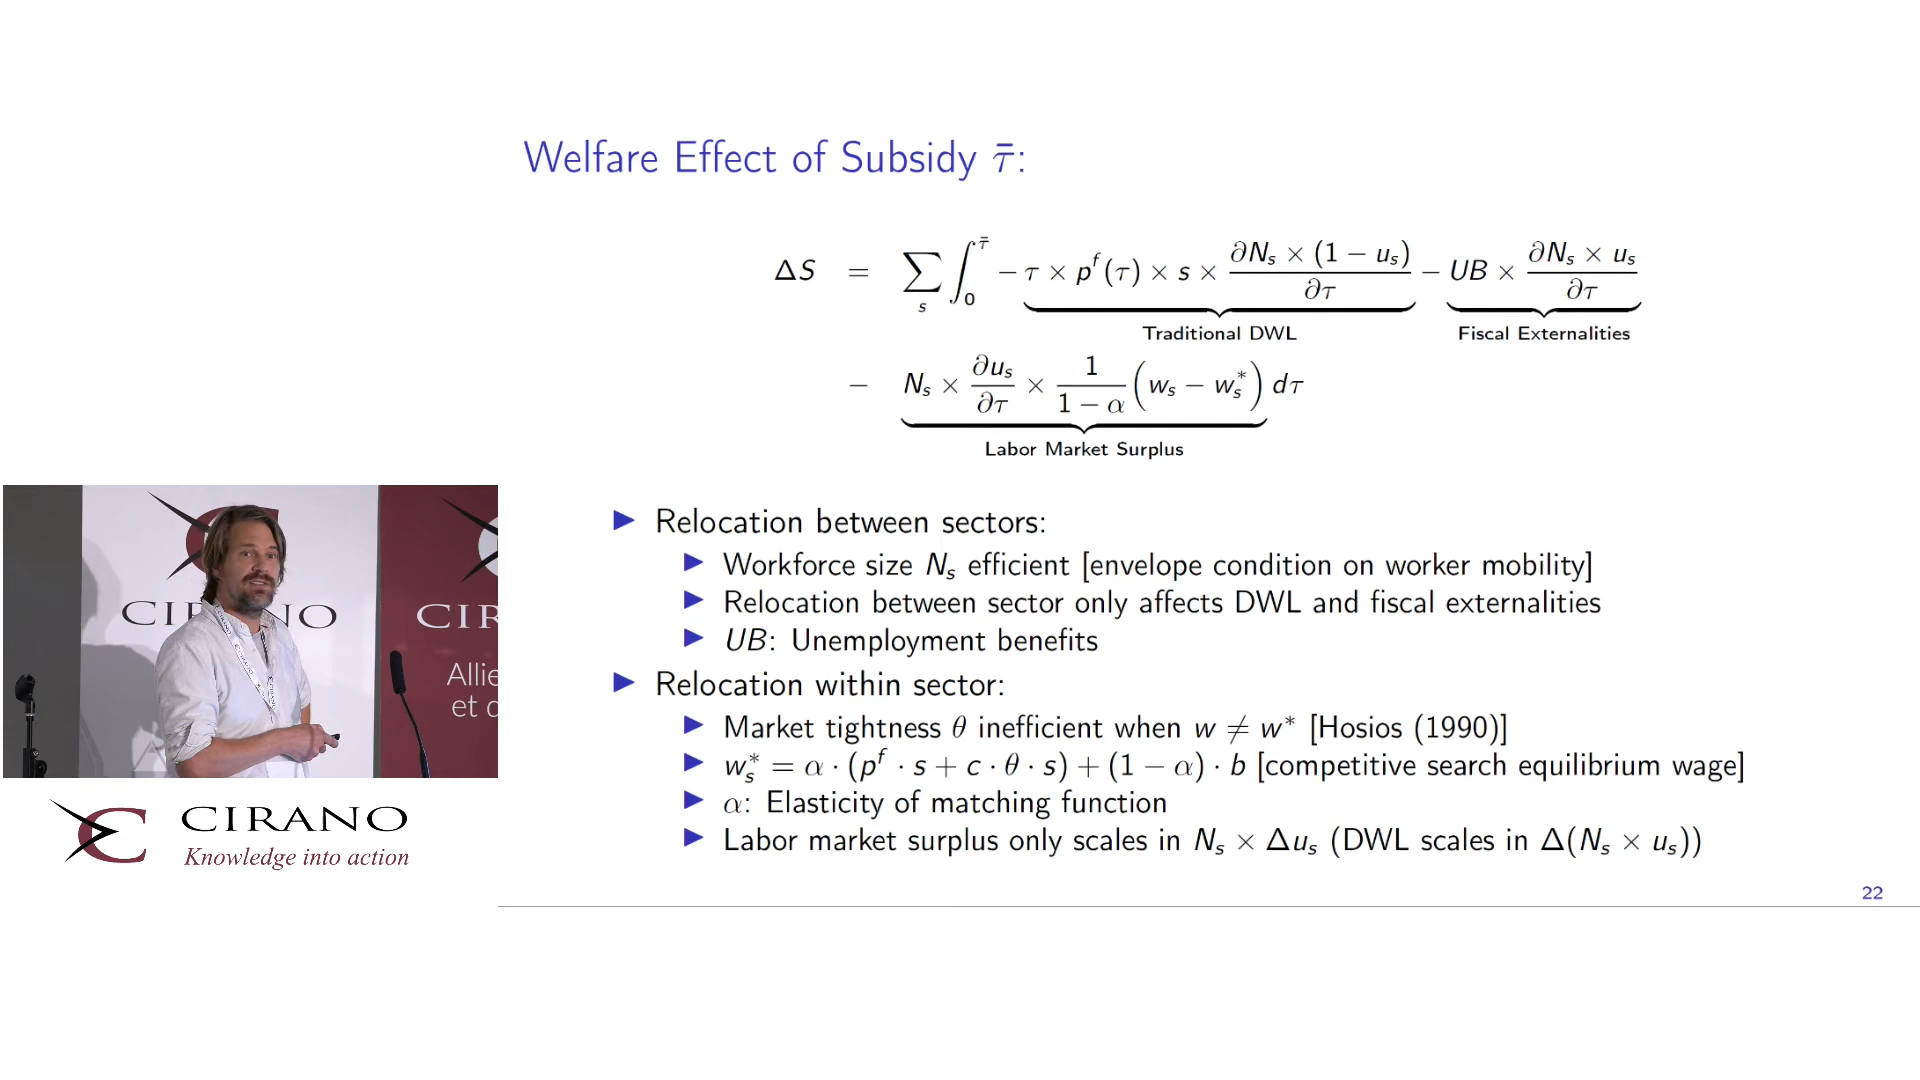 Welfare Effect of Subsidy τ̄:
ΔS = ∑_s ∫_0^τ̄ − τ × p^f(τ) × s × ∂N_s × (1 − u_s) / ∂τ − UB × ∂N_s × u_s / ∂τ
Traditional DWL Fiscal Externalities
− N_s × ∂u_s / ∂τ × 1 / (1 − α) (w_s − w_s^*) dτ
Labor Market Surplus
▶ Relocation between sectors:
▶ Workforce size N_s efficient [envelope condition on worker mobility]
▶ Relocation between sector only affects DWL and fiscal externalities
▶ UB: Unemployment benefits
▶ Relocation within sector:
▶ Market tightness θ inefficient when w ≠ w* [Hosios (1990)]
▶ w_s^* = α · (p^f · s + c · θ · s) + (1 − α) · b [competitive search equilibrium wage]
▶ α: Elasticity of matching function
▶ Labor market surplus only scales in N_s × Δu_s (DWL scales in Δ(N_s × u_s))
22
CIRANO
CIR
Allie
et d
CIRANO
Knowledge into action